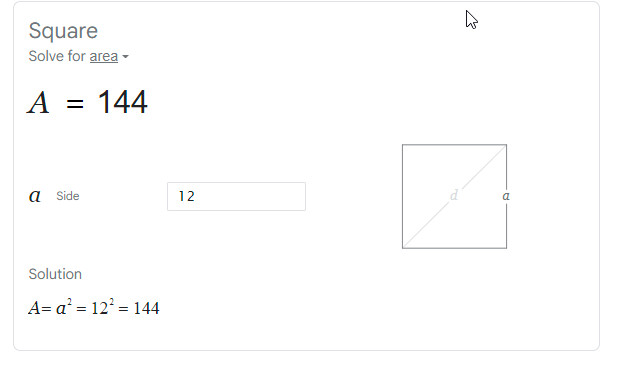 Square
Solve for area
A = 144
a Side 12
d a
Solution
A= a² = 12² = 144